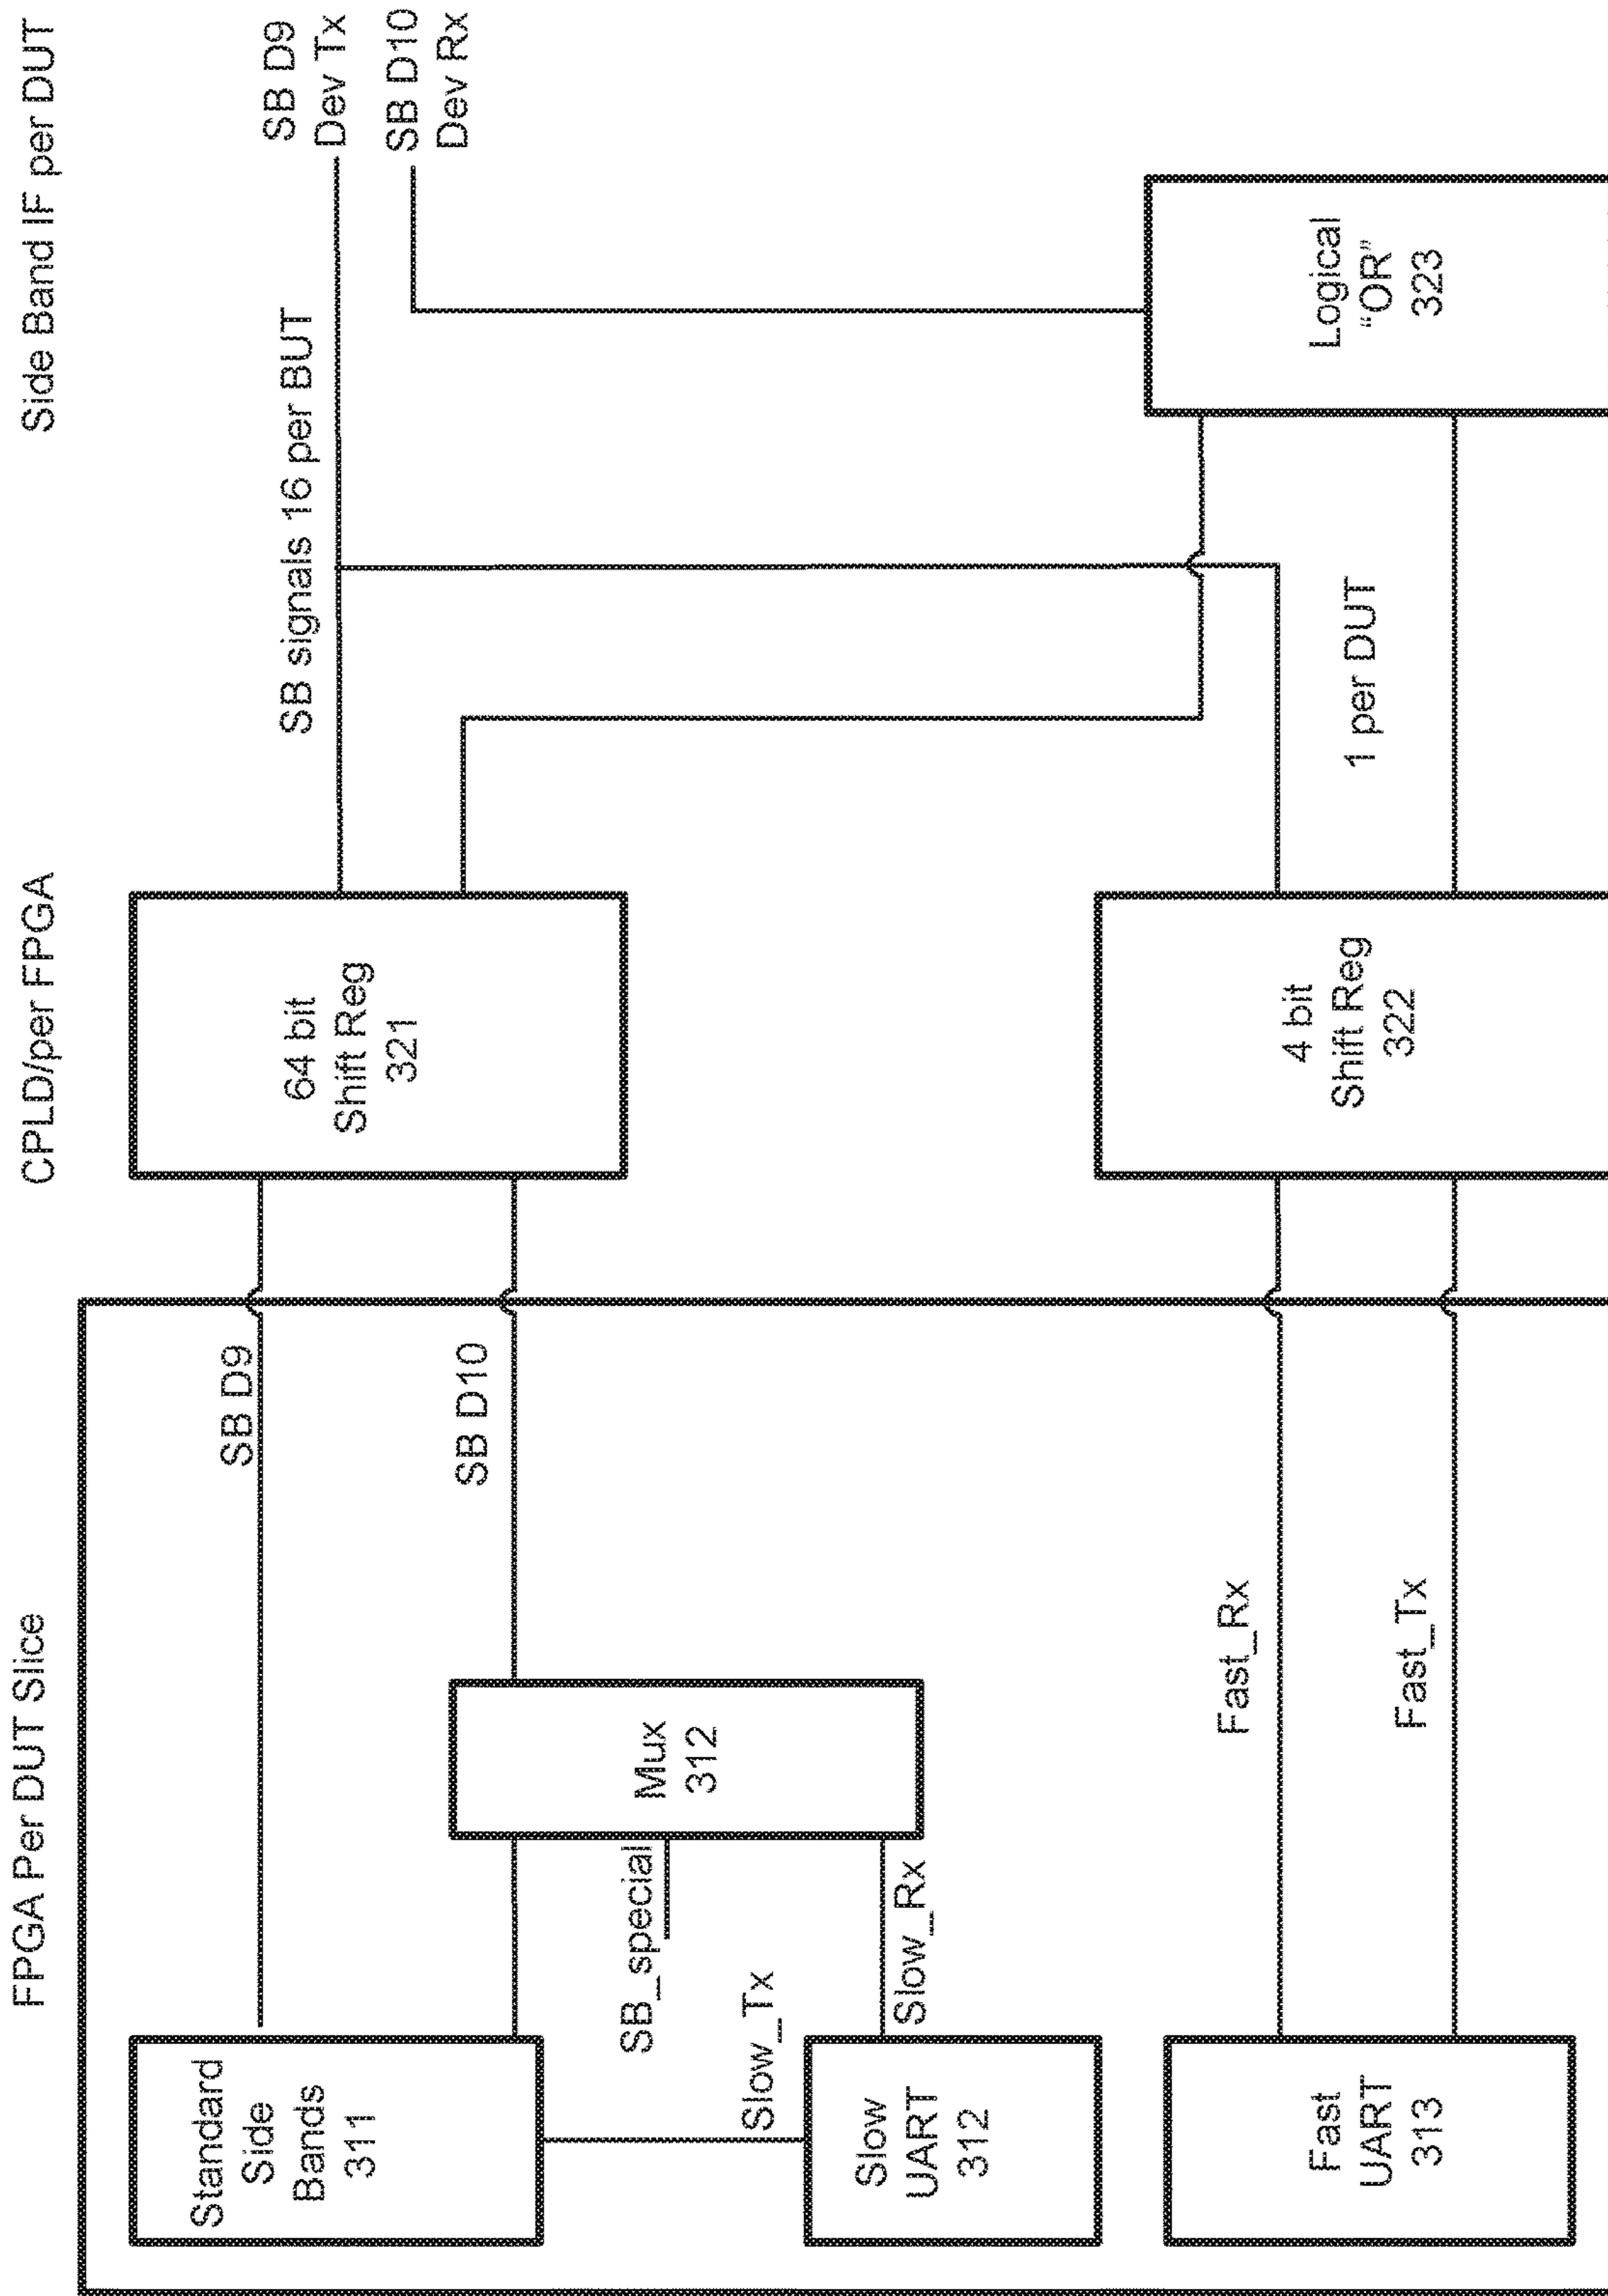 FPGA Per DUT Slice
CPLD/per FPGA
Side Band IF per DUT
Standard
Side
Bands
311
SB D9
64 bit
Shift Reg
321
SB signals 16 per BUT
SB D9
Dev Tx
SB D10
Dev Rx
SB D10
Mux
312
SB_special
Slow_Tx
Slow_Rx
Slow
UART
312
Fast_Rx
Fast_Tx
Fast
UART
313
4 bit
Shift Reg
322
1 per DUT
Logical
“OR”
323